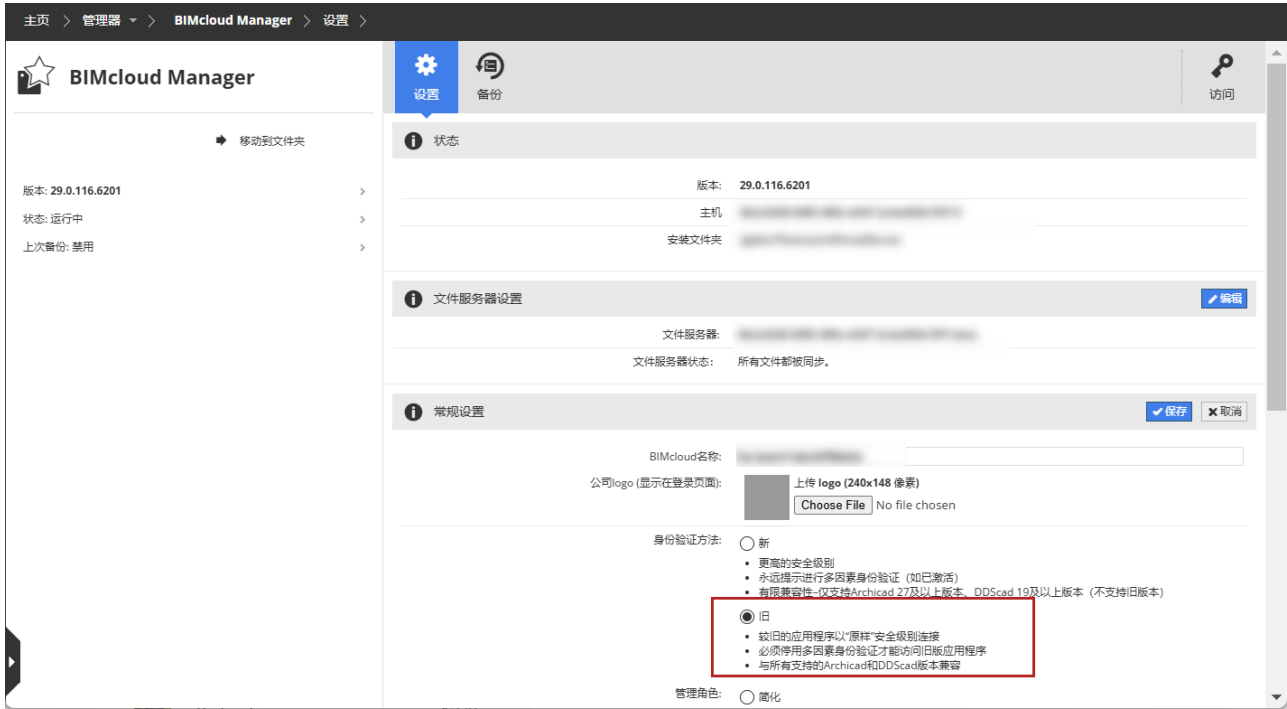 主页 > 管理器 > BIMcloud Manager > 设置 >
BIMcloud Manager
移动到文件夹
版本: 29.0.116.6201
状态: 运行中
上次备份: 禁用
设置
备份
访问
状态
版本: 29.0.116.6201
主机
安装文件夹
文件服务器设置
编辑
文件服务器:
文件服务器状态: 所有文件都被同步。
常规设置
保存
取消
BIMcloud名称:
公司logo (显示在登录页面):
上传 logo (240x148 像素)
Choose File No file chosen
身份验证方法:
新
• 更高的安全级别
• 永远提示进行多因素身份验证（如已激活）
• 有限兼容性–仅支持Archicad 27及以上版本、DDScad 19及以上版本（不支持旧版本）
旧
• 较旧的应用程序以“原样”安全级别连接
• 必须停用多因素身份验证才能访问旧版应用程序
• 与所有支持的Archicad和DDScad版本兼容
管理角色:
简化